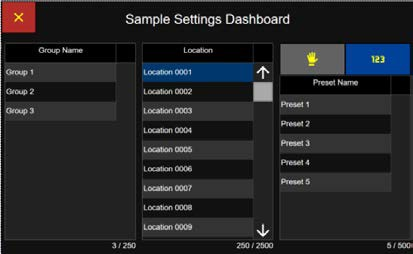 Sample Settings Dashboard
Group Name
Group 1
Group 2
Group 3
3 / 250
Location
Location 0001
Location 0002
Location 0003
Location 0004
Location 0005
Location 0006
Location 0007
Location 0008
Location 0009
250 / 2500
123
Preset Name
Preset 1
Preset 2
Preset 3
Preset 4
Preset 5
5 / 500